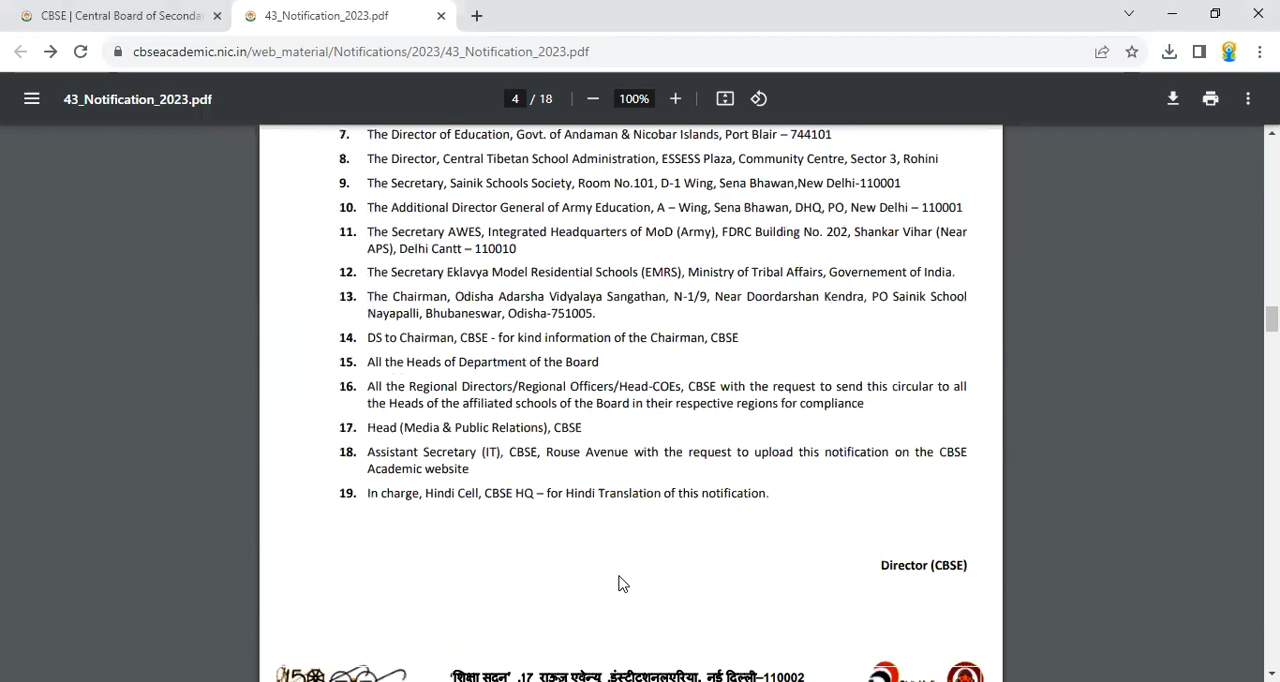 CBSE | Central Board of Seconda
43_Notification_2023.pdf
cbseacademic.nic.in/web_material/Notifications/2023/43_Notification_2023.pdf
43_Notification_2023.pdf
4 / 18
100%
7. The Director of Education, Govt. of Andaman & Nicobar Islands, Port Blair – 744101
8. The Director, Central Tibetan School Administration, ESSESS Plaza, Community Centre, Sector 3, Rohini
9. The Secretary, Sainik Schools Society, Room No.101, D-1 Wing, Sena Bhawan,New Delhi-110001
10. The Additional Director General of Army Education, A – Wing, Sena Bhawan, DHQ, PO, New Delhi – 110001
11. The Secretary AWES, Integrated Headquarters of MoD (Army), FDRC Building No. 202, Shankar Vihar (Near
APS), Delhi Cantt – 110010
12. The Secretary Eklavya Model Residential Schools (EMRS), Ministry of Tribal Affairs, Governement of India.
13. The Chairman, Odisha Adarsha Vidyalaya Sangathan, N-1/9, Near Doordarshan Kendra, PO Sainik School
Nayapalli, Bhubaneswar, Odisha-751005.
14. DS to Chairman, CBSE - for kind information of the Chairman, CBSE
15. All the Heads of Department of the Board
16. All the Regional Directors/Regional Officers/Head-COEs, CBSE with the request to send this circular to all
the Heads of the affiliated schools of the Board in their respective regions for compliance
17. Head (Media & Public Relations), CBSE
18. Assistant Secretary (IT), CBSE, Rouse Avenue with the request to upload this notification on the CBSE
Academic website
19. In charge, Hindi Cell, CBSE HQ – for Hindi Translation of this notification.
Director (CBSE)
'शिक्षा सदन' ,17 राऊज़ एवेन्यू ,इंस्टीटूशनलएरिया, नई दिल्ली–110002